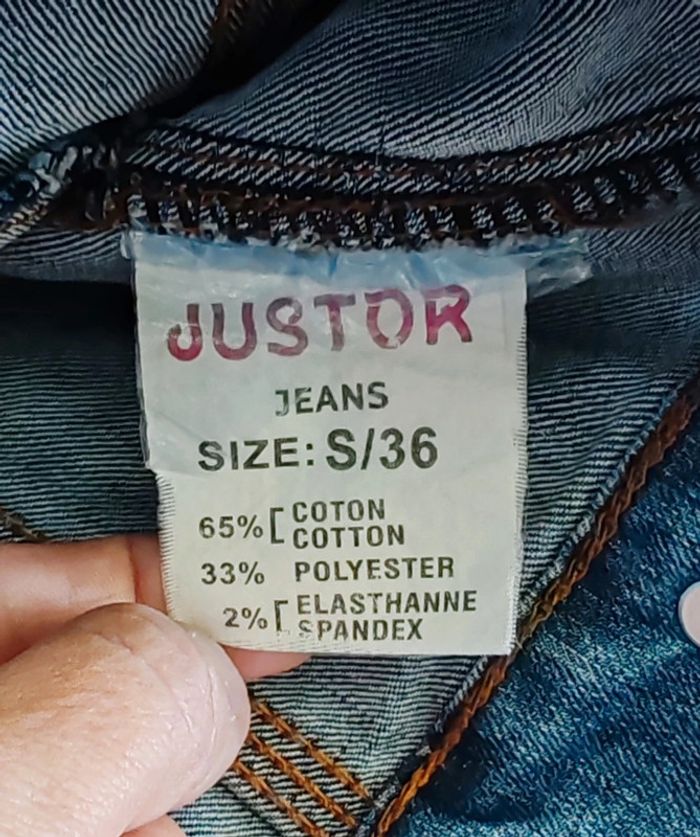 JUSTOR
JEANS
SIZE: S/36
65% [ COTON
COTTON
33% POLYESTER
2% [ ELASTHANNE
SPANDEX